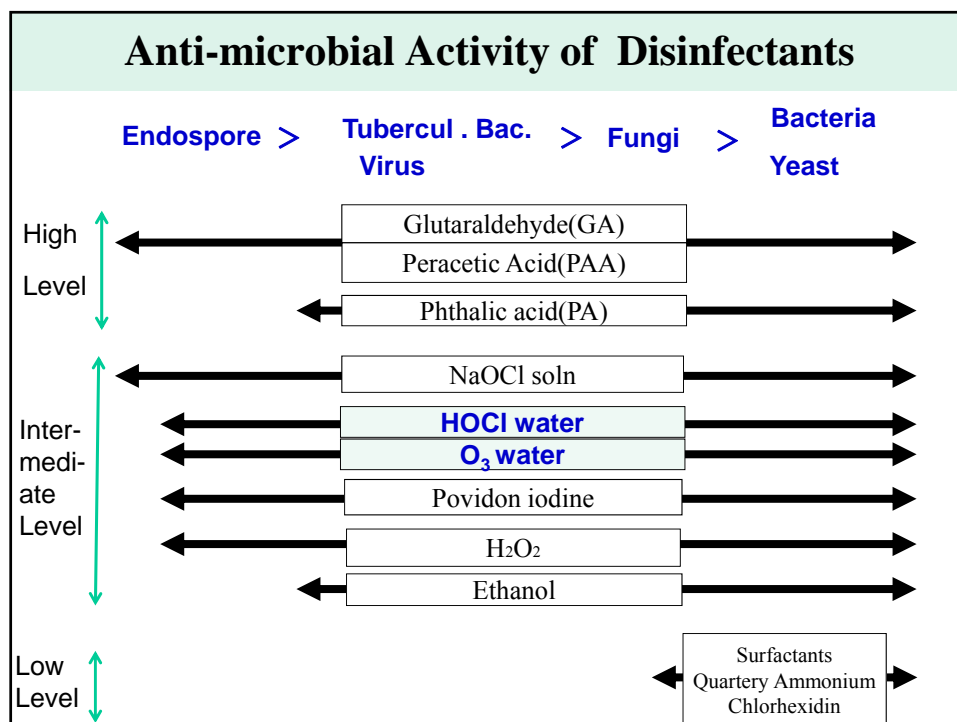 Anti-microbial Activity of  Disinfectants
Endospore > Tubercul . Bac. Virus > Fungi > Bacteria Yeast
High Level
Glutaraldehyde(GA)
Peracetic Acid(PAA)
Phthalic acid(PA)
Inter-
medi-
ate
Level
NaOCl soln
HOCl water
O₃ water
Povidon iodine
H₂O₂
Ethanol
Low
Level
Surfactants
Quartery Ammonium
Chlorhexidin